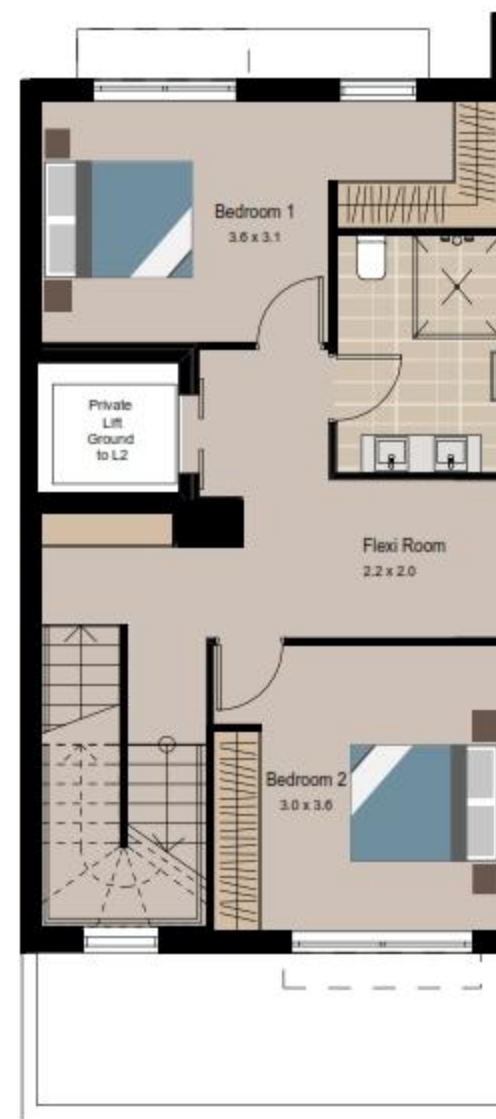 Bedroom 1
3.6 x 3.1
Private
Lift
Ground
to L2
Flexi Room
2.2 x 2.0
Bedroom 2
3.0 x 3.6